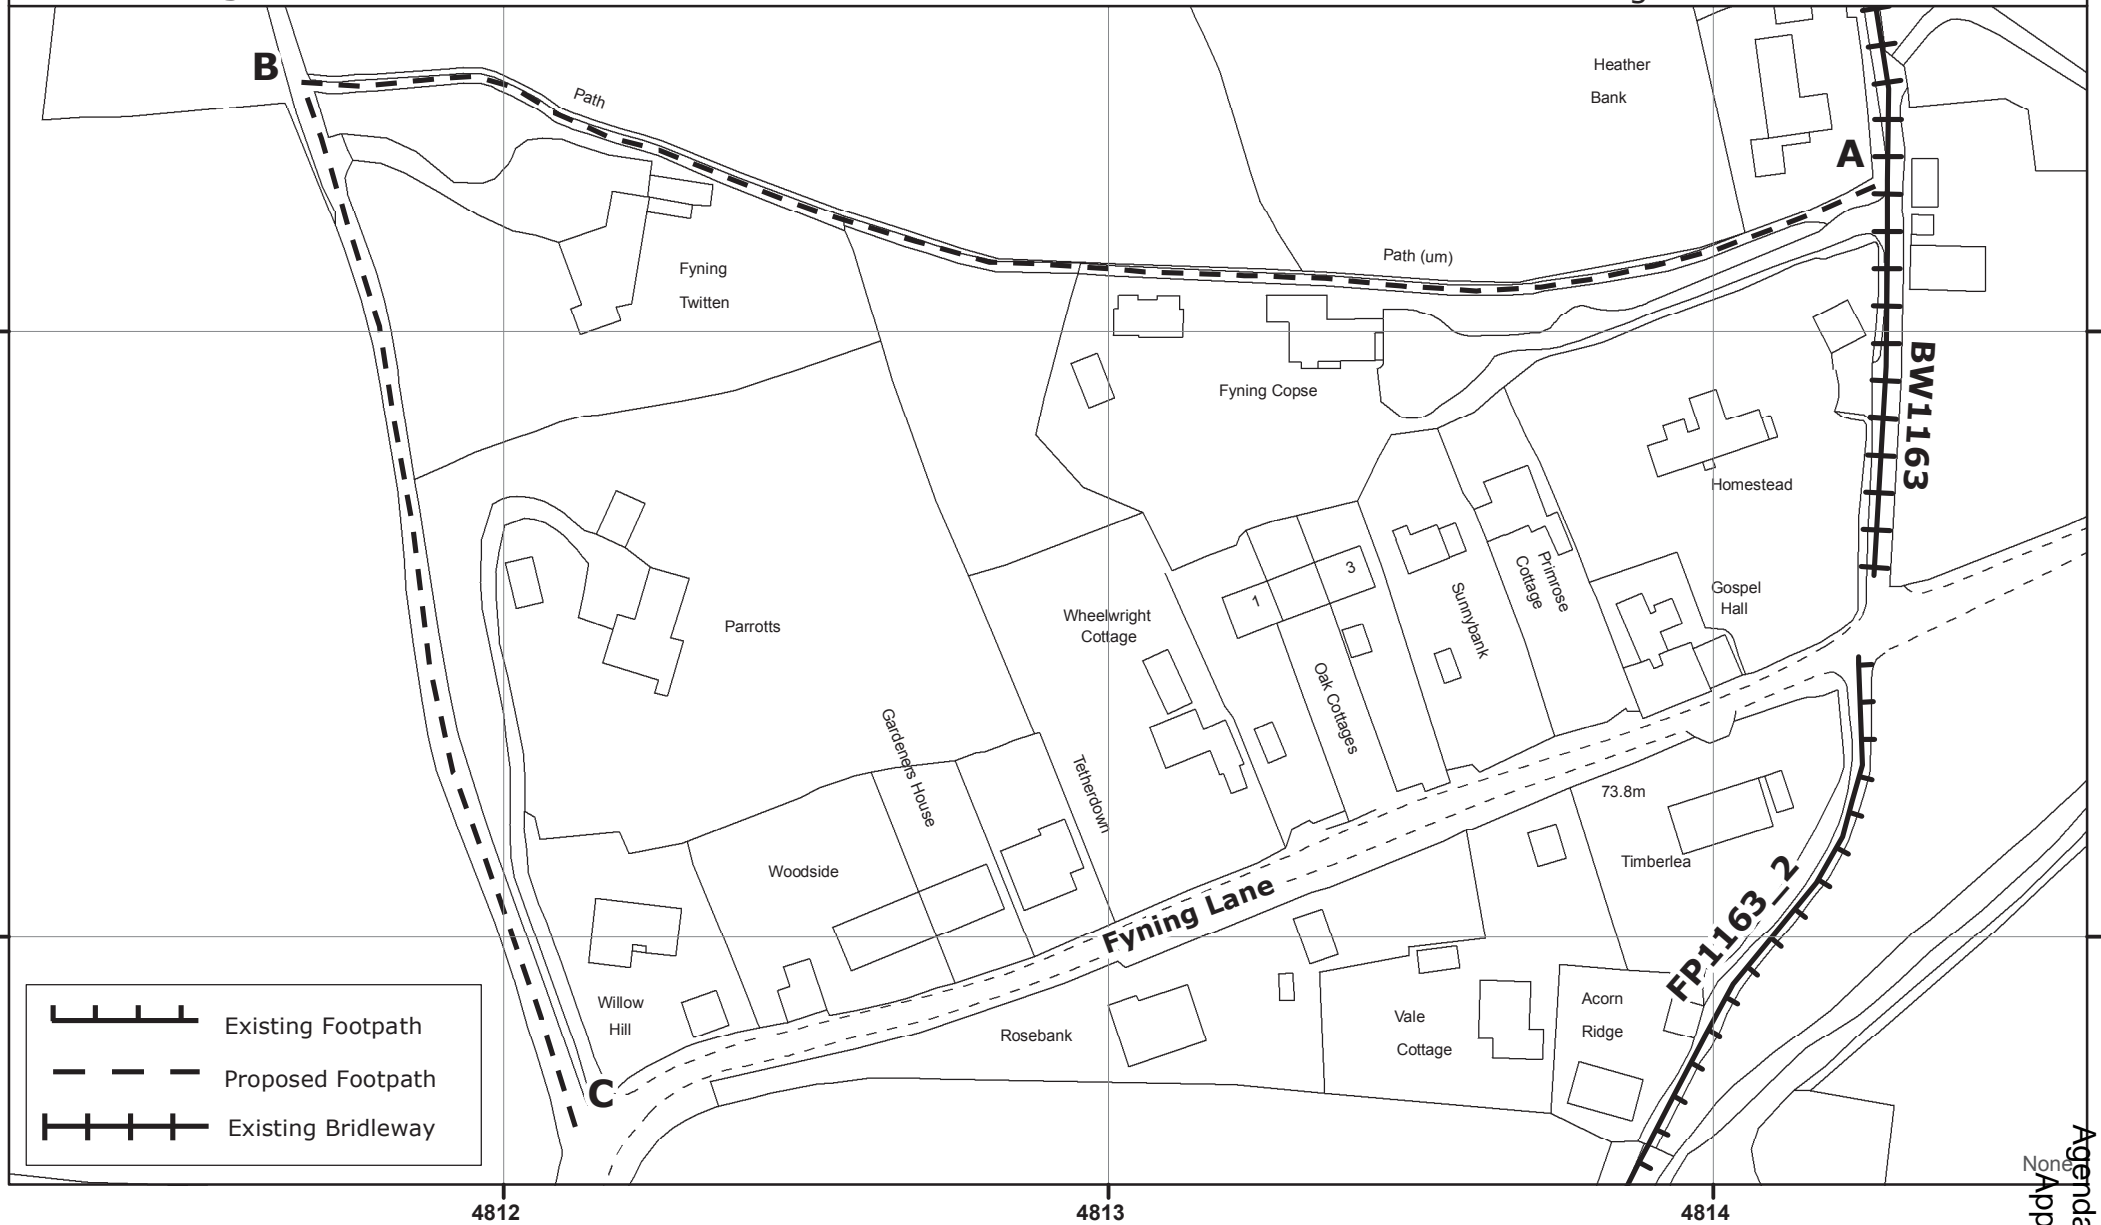 B
Path
Heather
Bank
A
Path (um)
Fyning
Twitten
Fyning Copse
BW1163
Homestead
Parrotts
Wheelwright
Cottage
1
3
Oak Cottages
Sunnybank
Primrose
Cottage
Gospel
Hall
Gardeners House
Tetherdown
73.8m
Timberlea
Woodside
Fyning Lane
FP1163_2
Willow
Hill
Rosebank
Vale
Cottage
Acorn
Ridge
C
Existing Footpath
Proposed Footpath
Existing Bridleway
None
Agenda
App
4812
4813
4814